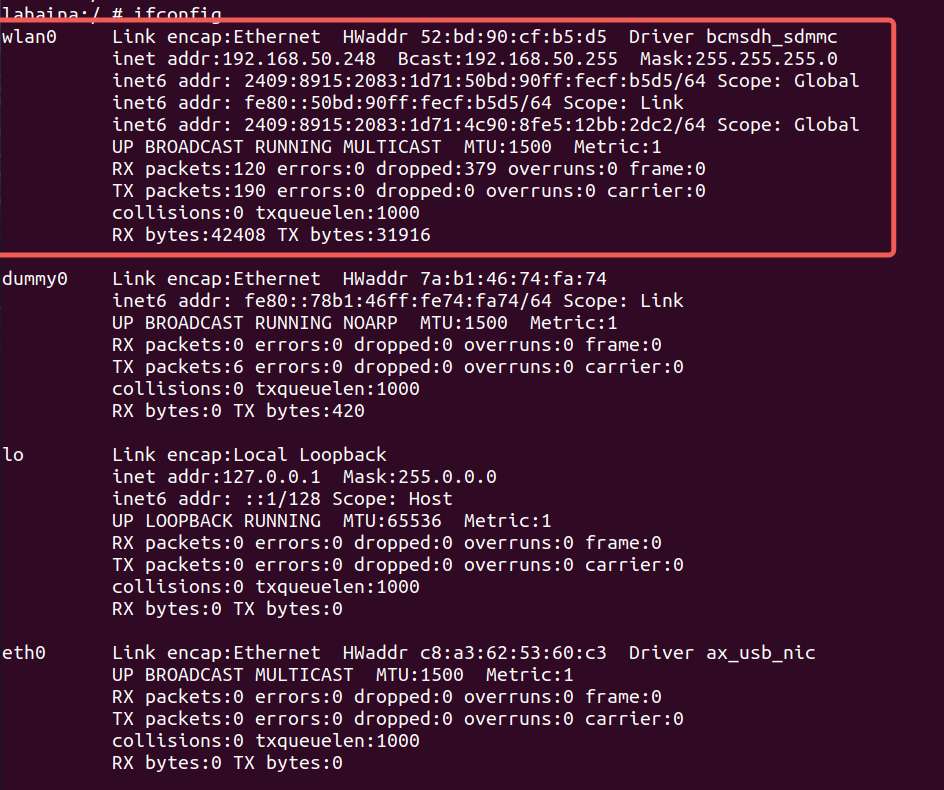 lahaina:/ # ifconfig
wlan0     Link encap:Ethernet  HWaddr 52:bd:90:cf:b5:d5  Driver bcmsdh_sdmmc
          inet addr:192.168.50.248  Bcast:192.168.50.255  Mask:255.255.255.0
          inet6 addr: 2409:8915:2083:1d71:50bd:90ff:fecf:b5d5/64 Scope: Global
          inet6 addr: fe80::50bd:90ff:fecf:b5d5/64 Scope: Link
          inet6 addr: 2409:8915:2083:1d71:4c90:8fe5:12bb:2dc2/64 Scope: Global
          UP BROADCAST RUNNING MULTICAST  MTU:1500  Metric:1
          RX packets:120 errors:0 dropped:379 overruns:0 frame:0
          TX packets:190 errors:0 dropped:0 overruns:0 carrier:0
          collisions:0 txqueuelen:1000
          RX bytes:42408 TX bytes:31916
dummy0    Link encap:Ethernet  HWaddr 7a:b1:46:74:fa:74
          inet6 addr: fe80::78b1:46ff:fe74:fa74/64 Scope: Link
          UP BROADCAST RUNNING NOARP  MTU:1500  Metric:1
          RX packets:0 errors:0 dropped:0 overruns:0 frame:0
          TX packets:6 errors:0 dropped:0 overruns:0 carrier:0
          collisions:0 txqueuelen:1000
          RX bytes:0 TX bytes:420
lo        Link encap:Local Loopback
          inet addr:127.0.0.1  Mask:255.0.0.0
          inet6 addr: ::1/128 Scope: Host
          UP LOOPBACK RUNNING  MTU:65536  Metric:1
          RX packets:0 errors:0 dropped:0 overruns:0 frame:0
          TX packets:0 errors:0 dropped:0 overruns:0 carrier:0
          collisions:0 txqueuelen:1000
          RX bytes:0 TX bytes:0
eth0      Link encap:Ethernet  HWaddr c8:a3:62:53:60:c3  Driver ax_usb_nic
          UP BROADCAST MULTICAST  MTU:1500  Metric:1
          RX packets:0 errors:0 dropped:0 overruns:0 frame:0
          TX packets:0 errors:0 dropped:0 overruns:0 carrier:0
          collisions:0 txqueuelen:1000
          RX bytes:0 TX bytes:0